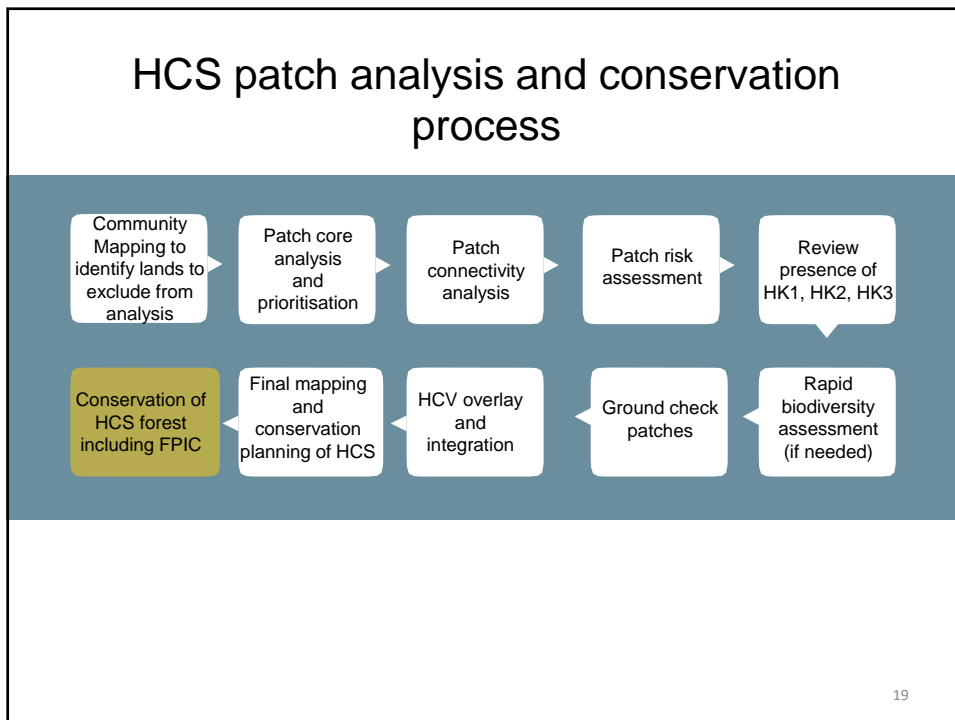 HCS patch analysis and conservation
process
Community
Mapping to
identify lands to
exclude from
analysis
Patch core
analysis
and
prioritisation
Patch
connectivity
analysis
Patch risk
assessment
Review
presence of
HK1, HK2, HK3
Conservation of
HCS forest
including FPIC
Final mapping
and
conservation
planning of HCS
HCV overlay
and
integration
Ground check
patches
Rapid
biodiversity
assessment
(if needed)
19